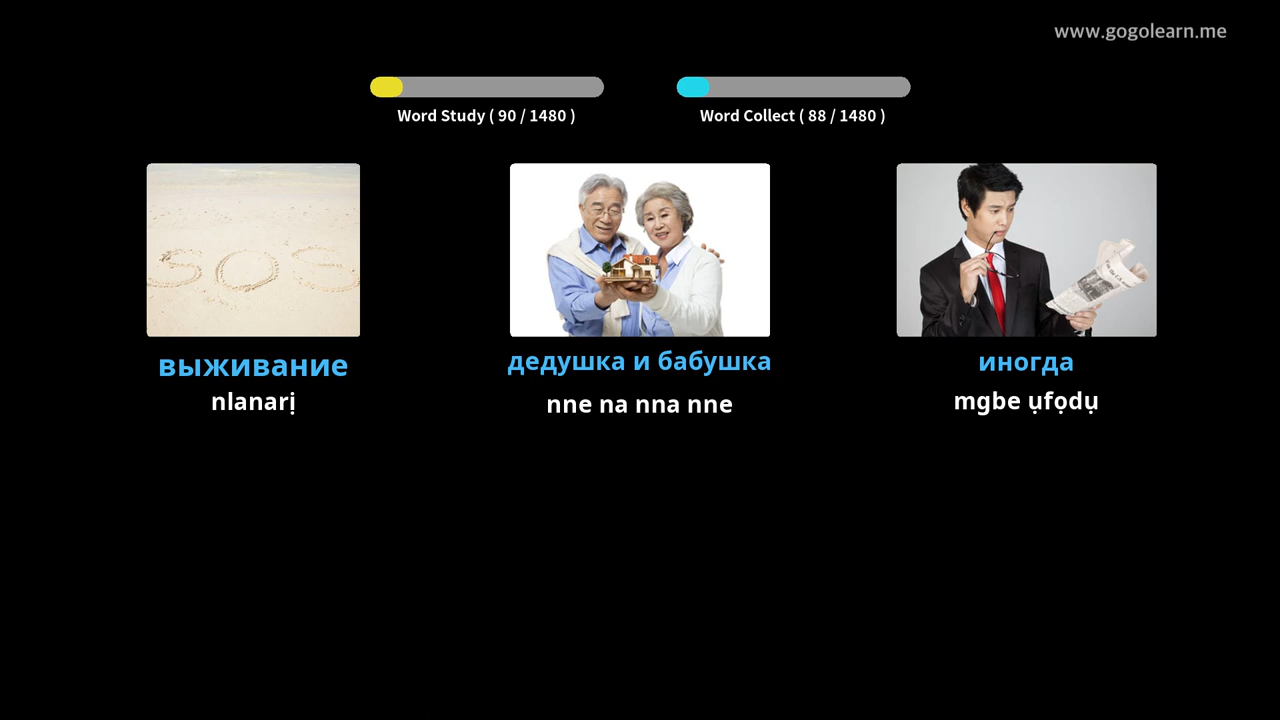 www.gogolearn.me
Word Study ( 90 / 1480 )
Word Collect ( 88 / 1480 )
SOS
выживание
nlanarị
дедушка и бабушка
nne na nna nne
иногда
mgbe ụfọdụ